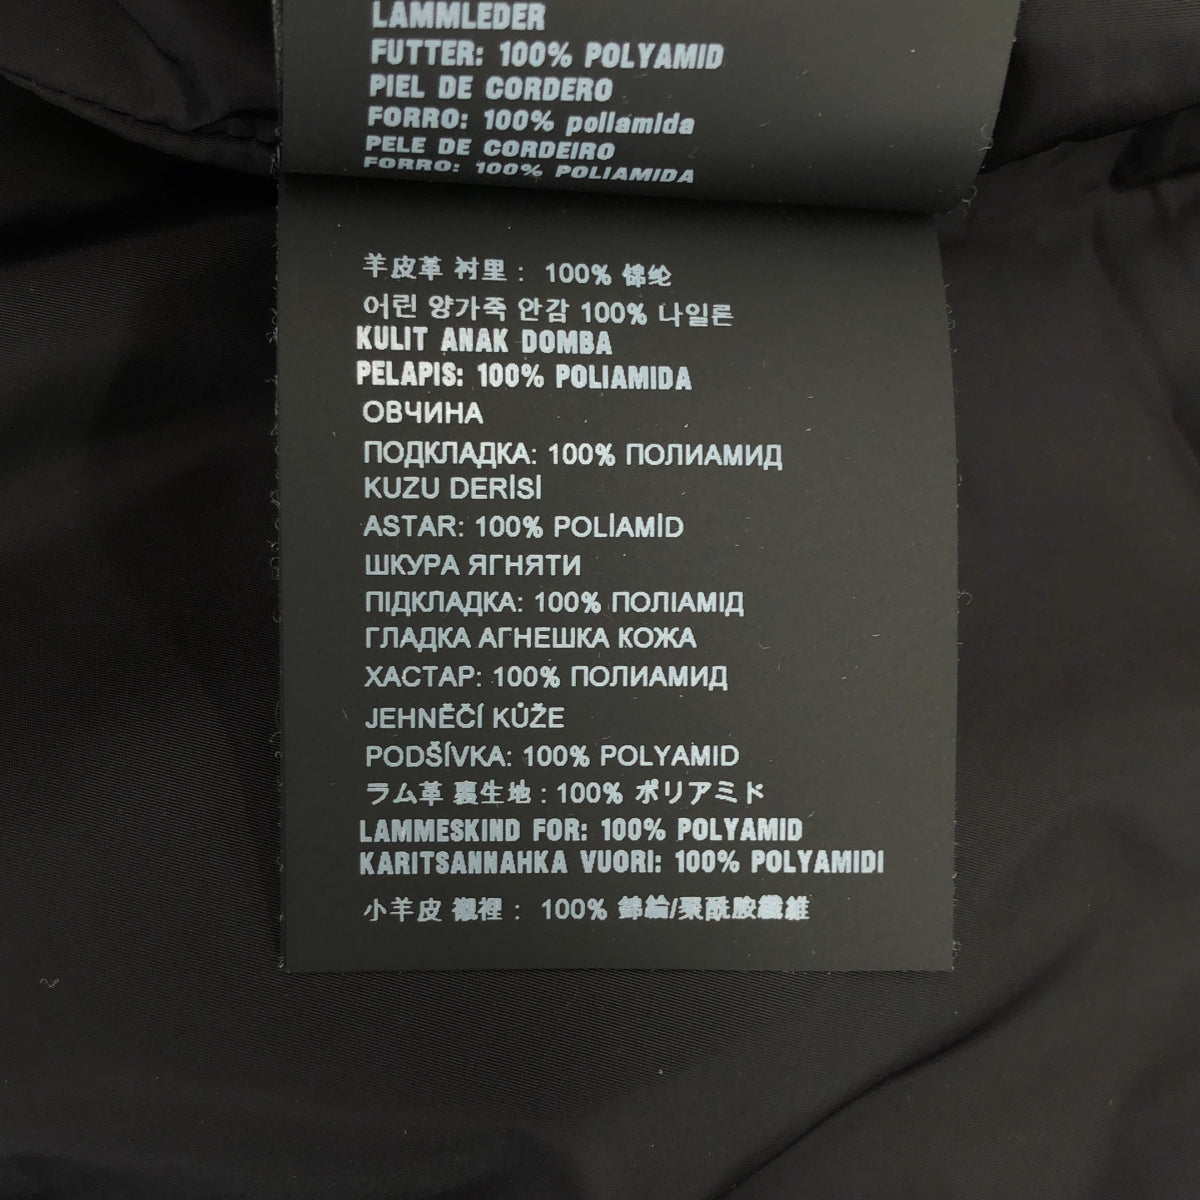 LAMMLEDER
FUTTER: 100% POLYAMID
PIEL DE CORDERO
FORRO: 100% poliamida
PELE DE CORDEIRO
FORRO: 100% POLIAMIDA
羊皮革 衬里: 100% 锦纶
어린 양가죽 안감 100% 나일론
KULIT ANAK DOMBA
PELAPIS: 100% POLIAMIDA
ОВЧИНА
ПОДКЛАДКА: 100% ПОЛИАМИД
KUZU DERİSİ
ASTAR: 100% POLİAMİD
ШКУРА ЯГНЯТИ
ПІДКЛАДКА: 100% ПОЛІАМІД
ГЛАДКА АГНЕШКА КОЖА
ХАСТАР: 100% ПОЛИАМИД
JEHNĚČÍ KŮŽE
PODŠÍVKA: 100% POLYAMID
ラム革 裏生地: 100% ポリアミド
LAMMESKIND FOR: 100% POLYAMID
KARITSANNAHKA VUORI: 100% POLYAMIDI
小羊皮 襯裡: 100% 錦綸/聚酰胺纖維